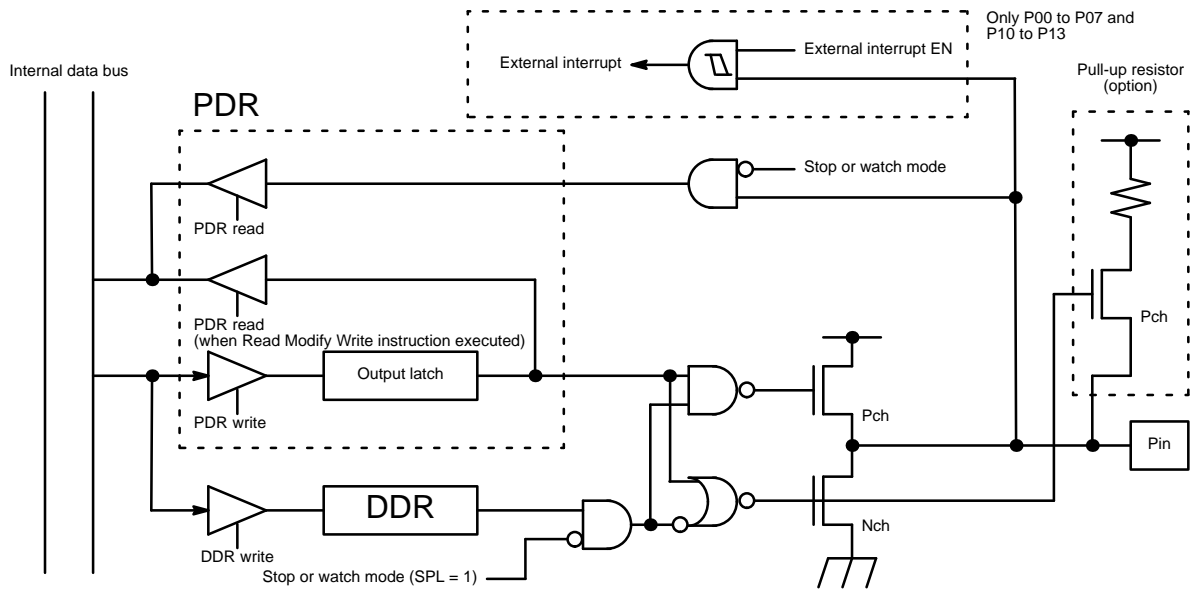 Only P00 to P07 and
P10 to P13
External interrupt
External interrupt EN
Internal data bus
Pull-up resistor
(option)
PDR
Stop or watch mode
PDR read
PDR read
(when Read Modify Write instruction executed)
Pch
Output latch
PDR write
Pch
Pin
DDR
Nch
DDR write
Stop or watch mode (SPL = 1)